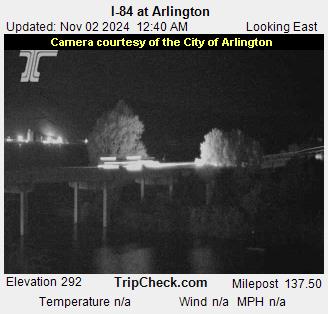 I-84 at Arlington
Updated: Nov 02 2024 12:40 AM Looking East
Camera courtesy of the City of Arlington
Elevation 292 TripCheck.com Milepost 137.50
Temperature n/a Wind n/a MPH n/a